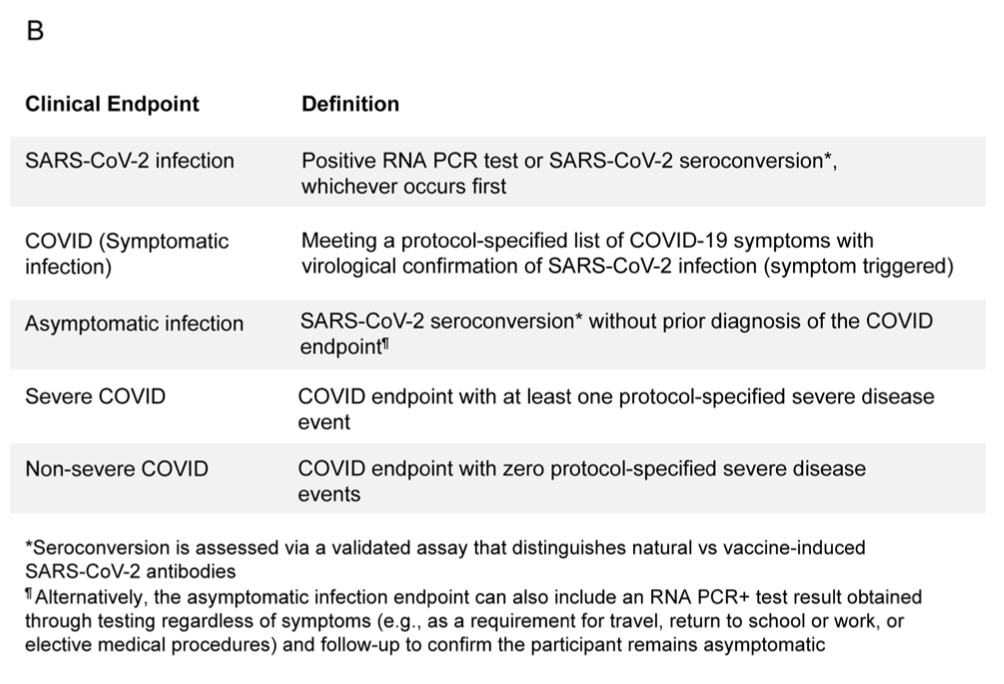 B
Clinical Endpoint Definition
SARS-CoV-2 infection Positive RNA PCR test or SARS-CoV-2 seroconversion*,
whichever occurs first
COVID (Symptomatic Meeting a protocol-specified list of COVID-19 symptoms with
infection) virological confirmation of SARS-CoV-2 infection (symptom triggered)
Asymptomatic infection SARS-CoV-2 seroconversion* without prior diagnosis of the COVID
endpoint¶
Severe COVID COVID endpoint with at least one protocol-specified severe disease
event
Non-severe COVID COVID endpoint with zero protocol-specified severe disease
events
*Seroconversion is assessed via a validated assay that distinguishes natural vs vaccine-induced
SARS-CoV-2 antibodies
¶ Alternatively, the asymptomatic infection endpoint can also include an RNA PCR+ test result obtained
through testing regardless of symptoms (e.g., as a requirement for travel, return to school or work, or
elective medical procedures) and follow-up to confirm the participant remains asymptomatic